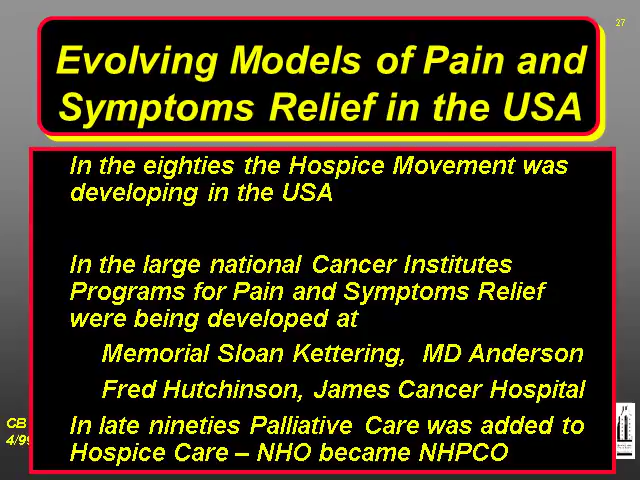 27
Evolving Models of Pain and
Symptoms Relief in the USA
In the eighties the Hospice Movement was
developing in the USA
In the large national Cancer Institutes
Programs for Pain and Symptoms Relief
were being developed at
Memorial Sloan Kettering, MD Anderson
Fred Hutchinson, James Cancer Hospital
In late nineties Palliative Care was added to
Hospice Care – NHO became NHPCO
CB
4/99